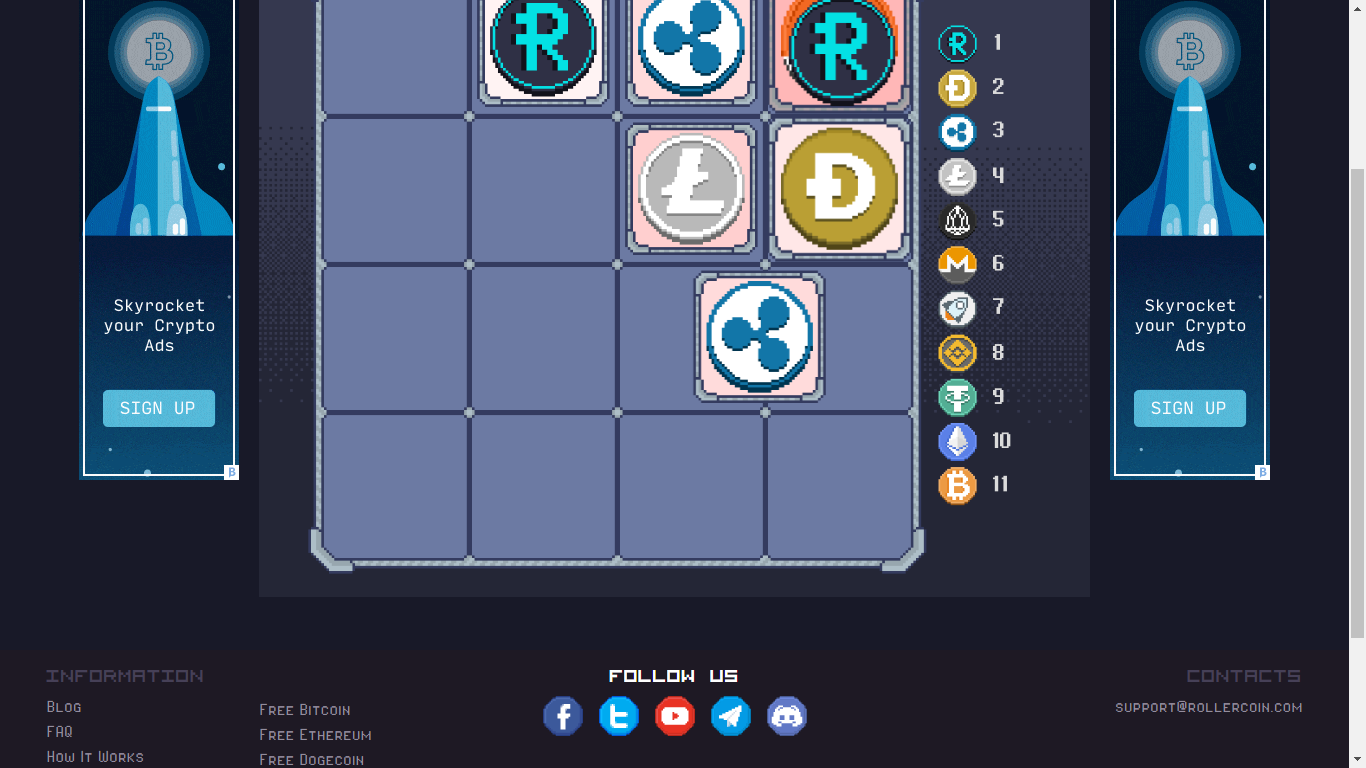 1
2
3
4
5
6
7
8
9
10
11
Skyrocket
your Crypto
Ads
SIGN UP
Skyrocket
your Crypto
Ads
SIGN UP
INFORMATION
Blog
FAQ
How It Works
Free Bitcoin
Free Ethereum
Free Dogecoin
FOLLOW US
CONTACTS
support@rollercoin.com